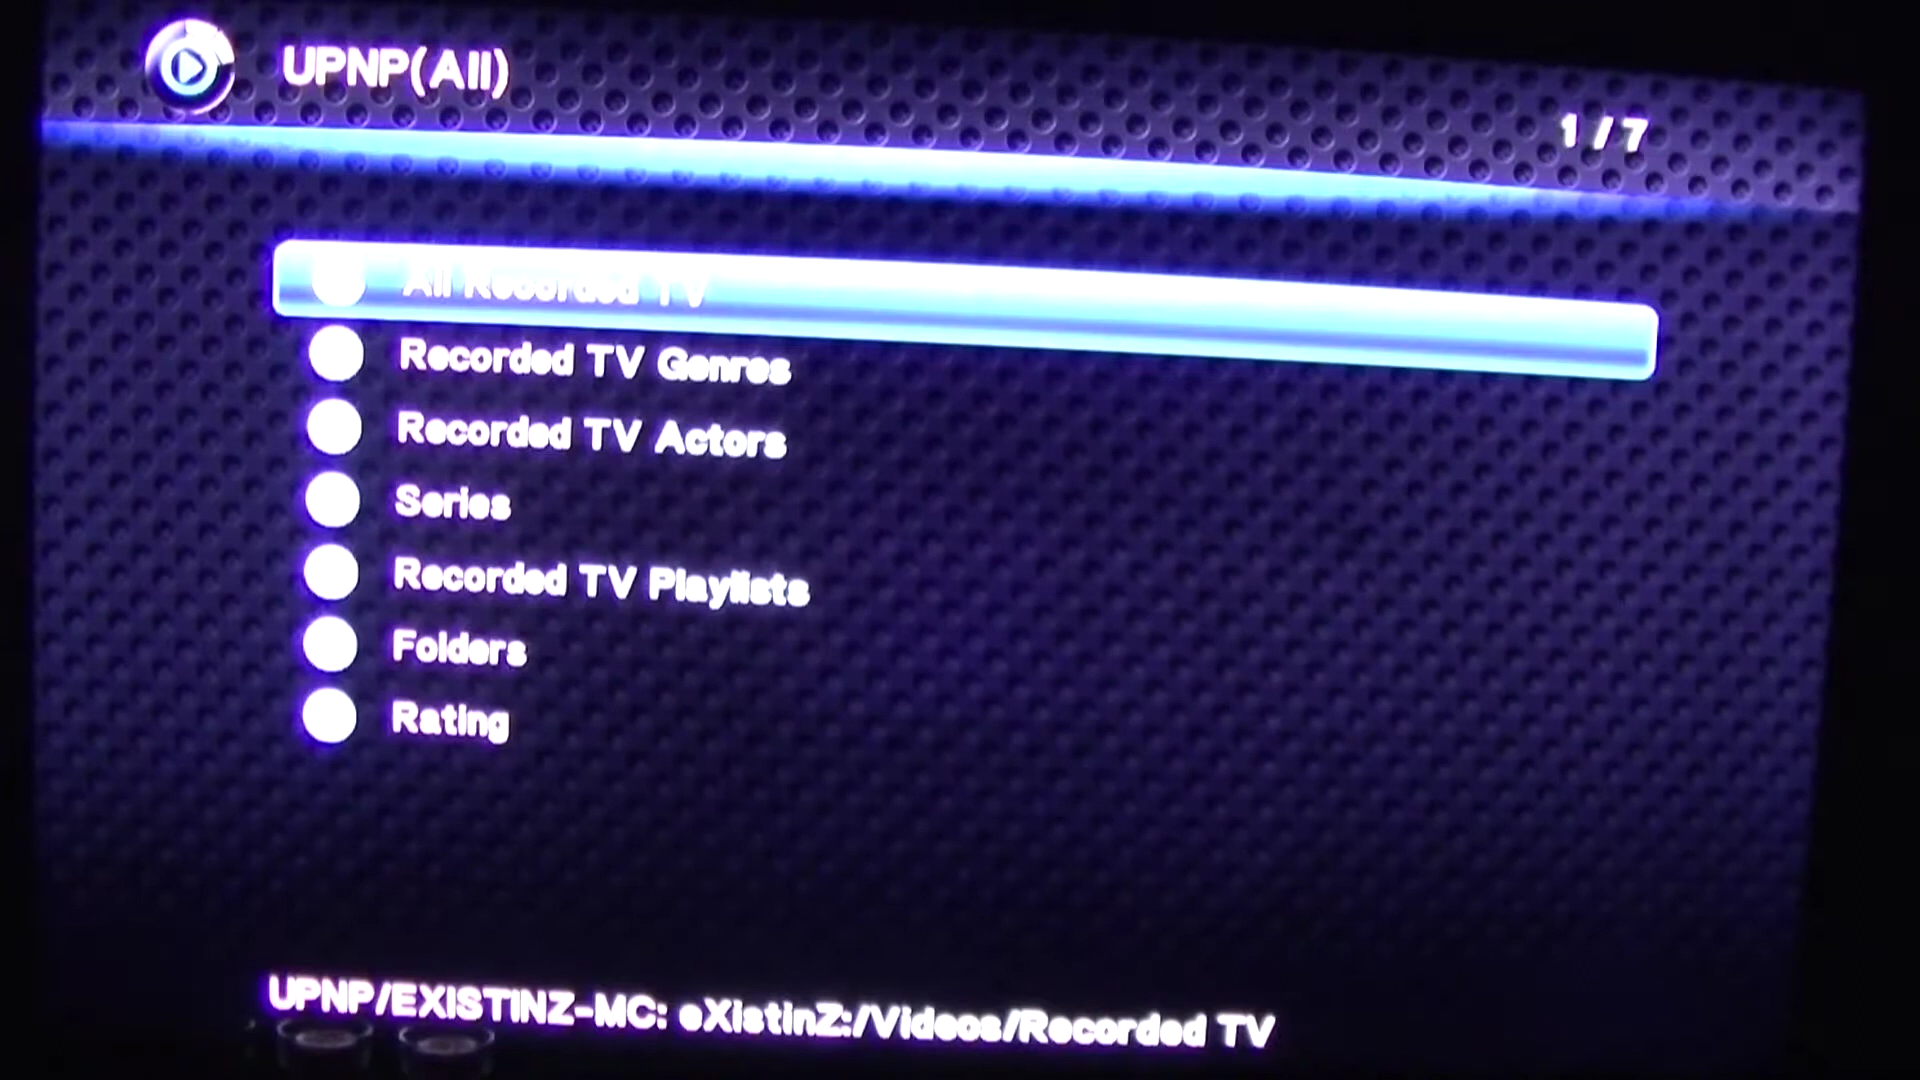 UPNP(All)
1 / 7
All Recorded TV
Recorded TV Genres
Recorded TV Actors
Series
Recorded TV Playlists
Folders
Rating
UPNP/EXISTINZ-MC: eXistinZ:/Videos/Recorded TV